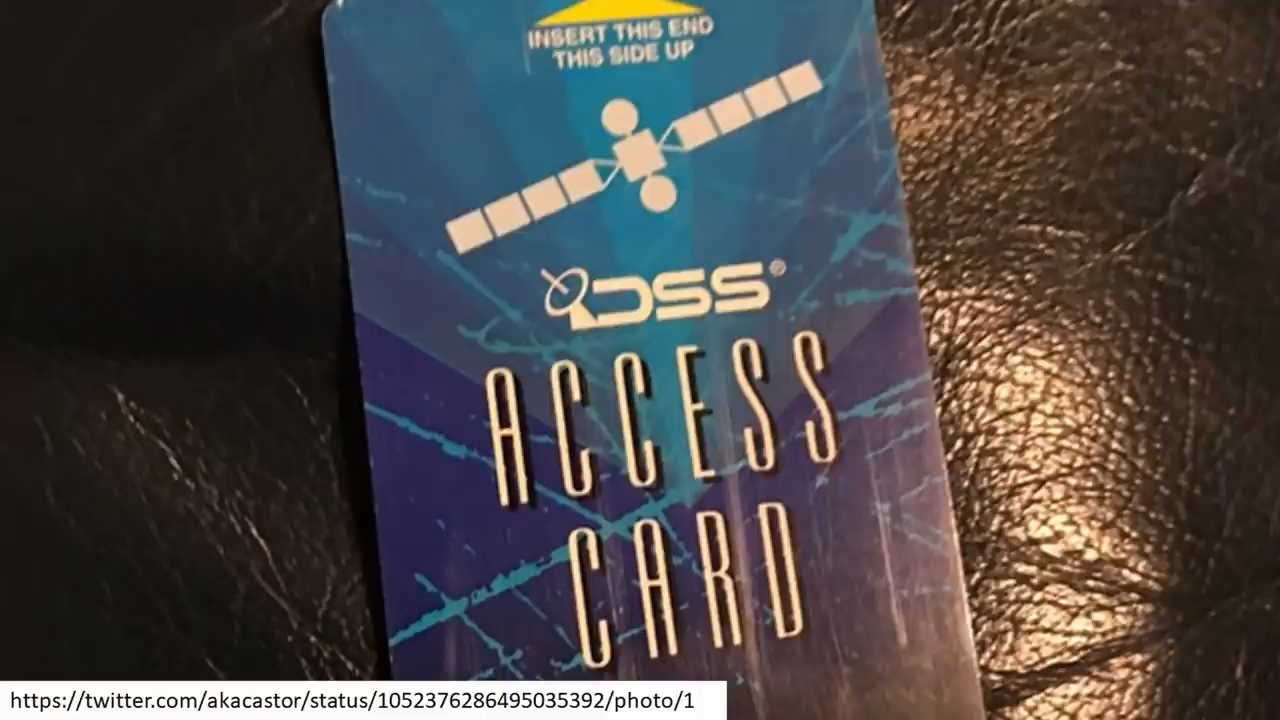 INSERT THIS END
THIS SIDE UP
DSS®
ACCESS
CARD
https://twitter.com/akacastor/status/1052376286495035392/photo/1